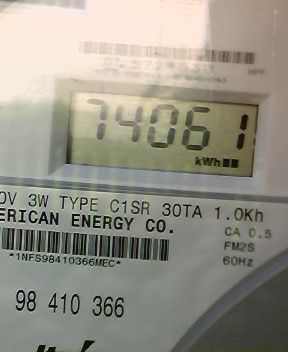 74061
kWh
0V 3W TYPE C1SR 30TA 1.0Kh
ERICAN ENERGY CO.
CA 0.5
FM2S
60Hz
*1NFS98410366MEC*
98 410 366